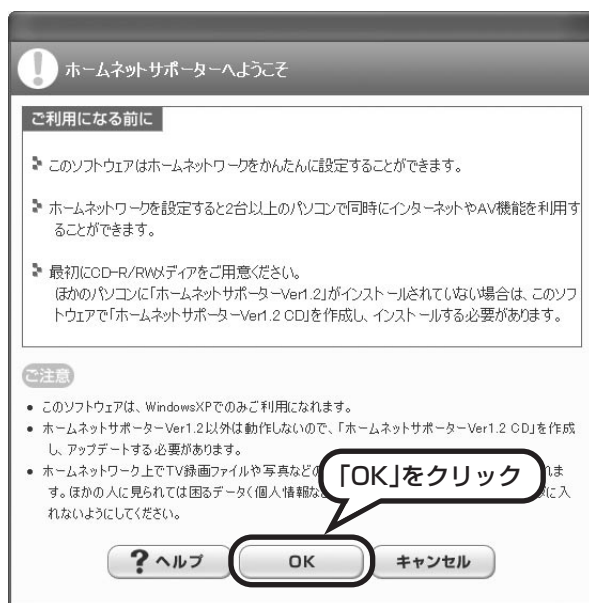 ホームネットサポーターへようこそ
ご利用になる前に
このソフトウェアはホームネットワークをかんたんに設定することができます。
ホームネットワークを設定すると2台以上のパソコンで同時にインターネットやAV機能を利用す
ることができます。
最初にCD-R/RWメディアをご用意ください。
ほかのパソコンに「ホームネットサポーターVer1.2」がインストールされていない場合は、このソフ
トウェアで「ホームネットサポーターVer1.2 CD」を作成し、インストールする必要があります。
ご注意
● このソフトウェアは、WindowsXPでのみご利用になれます。
● ホームネットサポーターVer1.2以外は動作しないので、「ホームネットサポーターVer1.2 CD」を作成
し、アップデートする必要があります。
● ホームネットワーク上でTV録画ファイルや写真などの れま
す。ほかの人に見られては困るデータ(個人情報な に入
れないようにしてください。
「OK」をクリック
? ヘルプ OK キャンセル